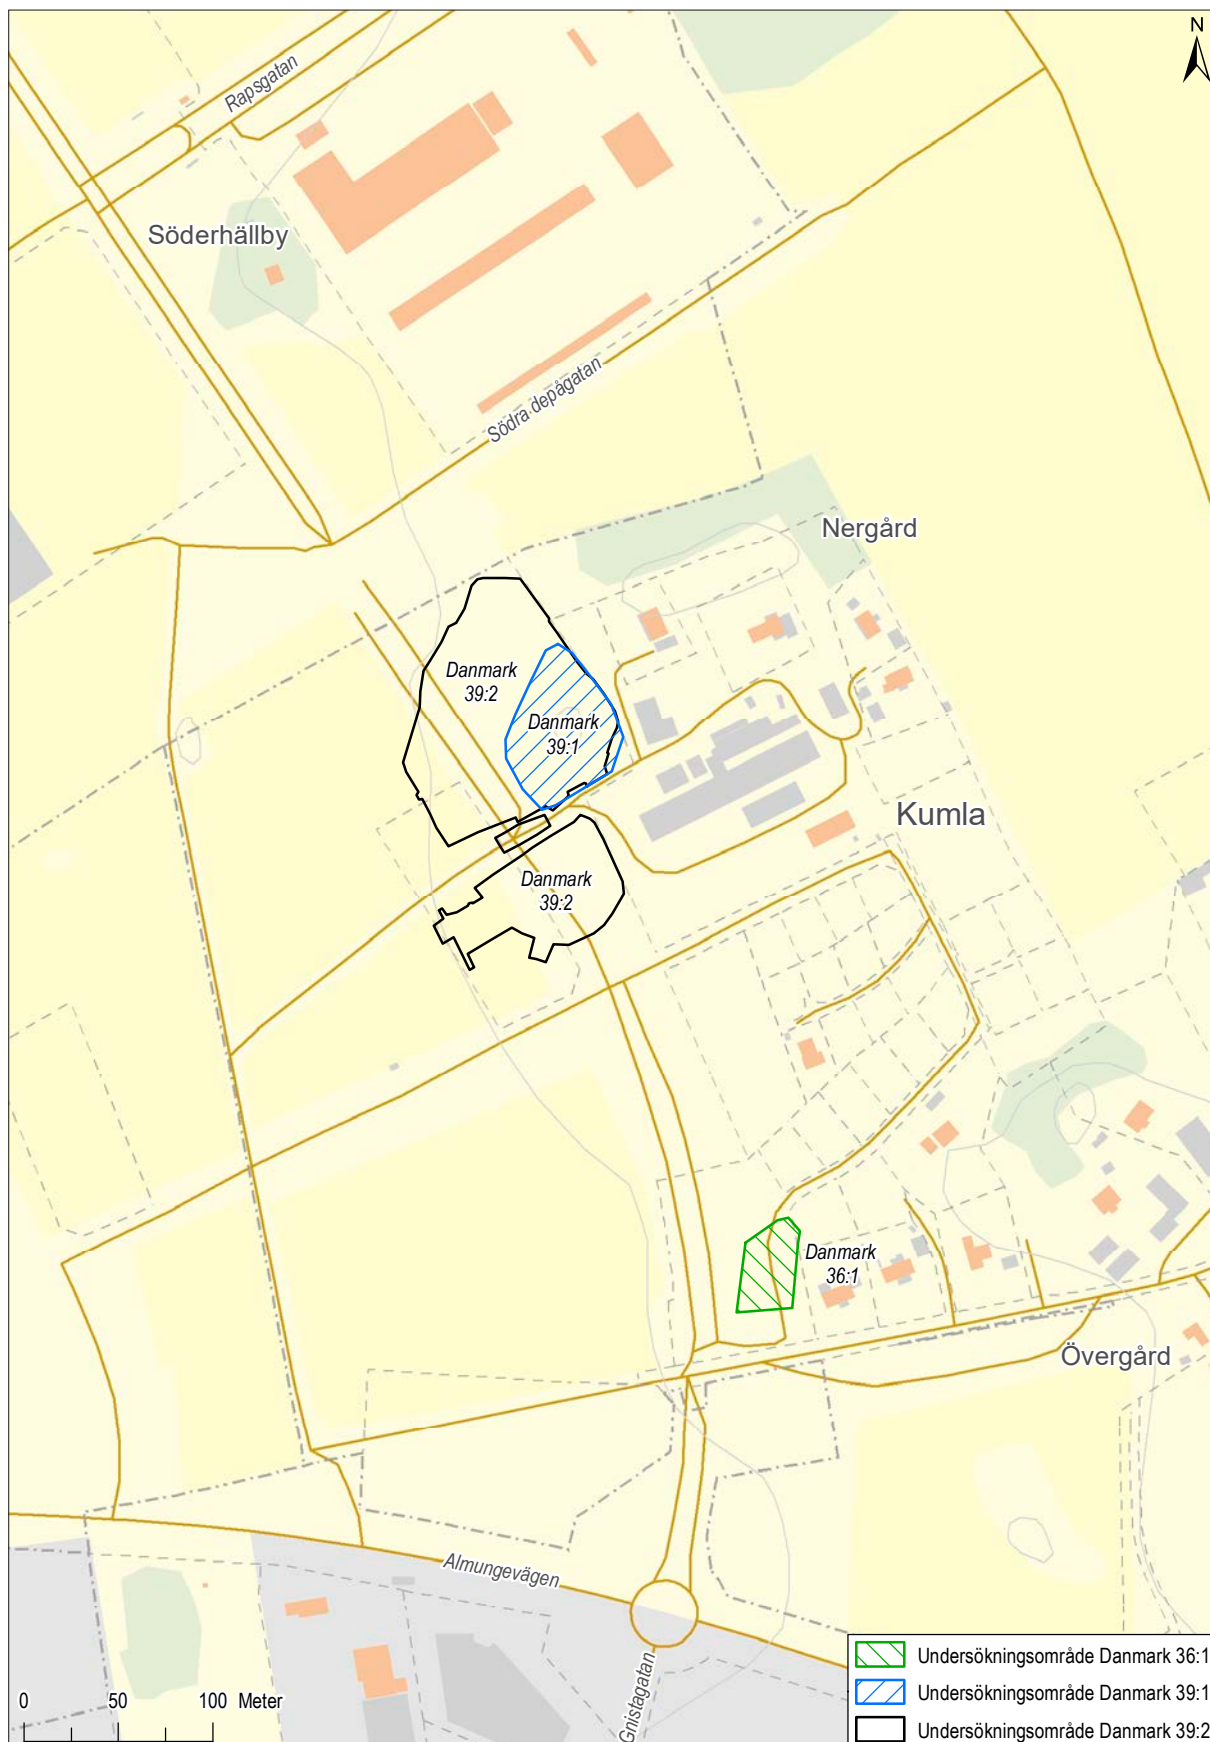 N
Rapsgatan
Söderhällby
Södra depågatan
Nergård
Danmark
39:2
Danmark
39:1
Kumla
Danmark
39:2
Danmark
36:1
Övergård
Almungevägen
Gnistagatan
Undersökningsområde Danmark 36:1
Undersökningsområde Danmark 39:1
Undersökningsområde Danmark 39:2
0 50 100 Meter